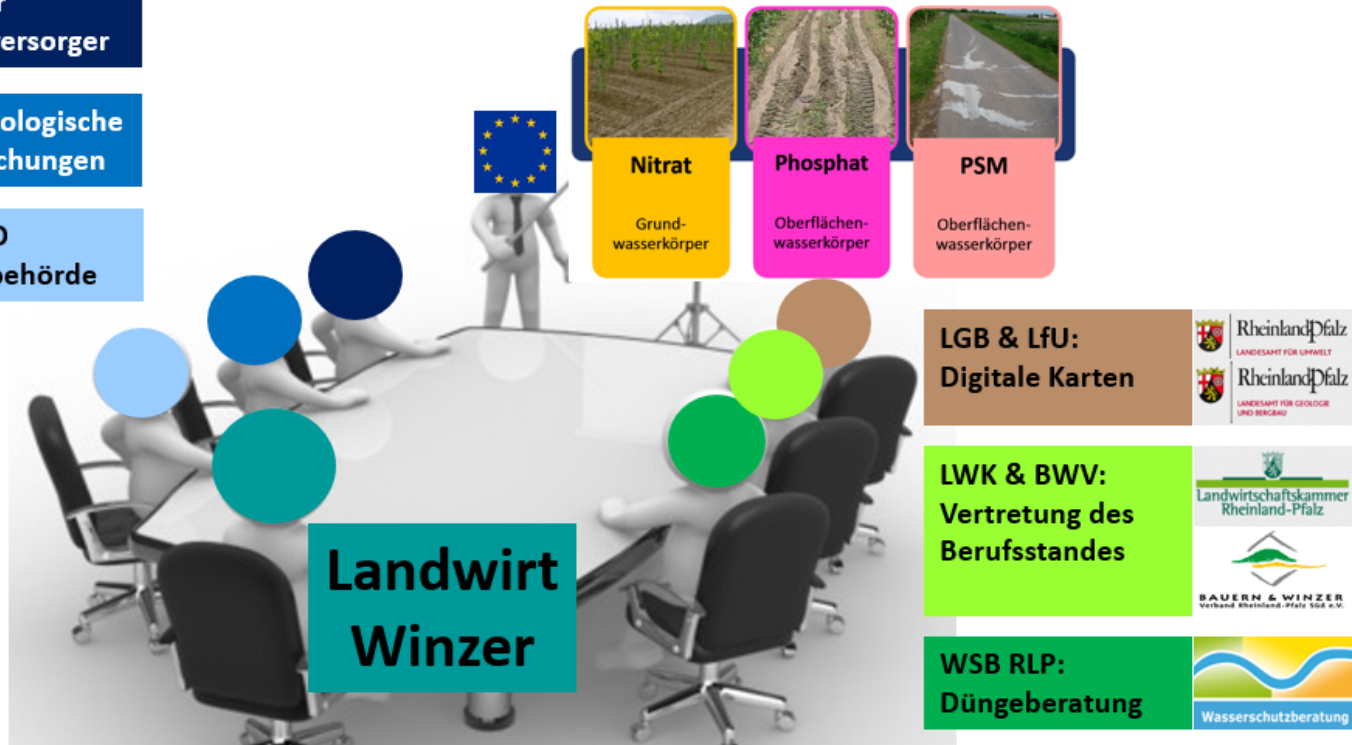 versorger
ologische
chungen
behörde
Nitrat
Grund-
wasserkörper
Phosphat
Oberflächen-
wasserkörper
PSM
Oberflächen-
wasserkörper
Landwirt
Winzer
LGB & LfU:
Digitale Karten
RheinlandPfalz
LANDESAMT FÜR UMWELT
RheinlandPfalz
LANDESAMT FÜR GEOLOGIE
UND BERGBAU
LWK & BWV:
Vertretung des
Berufsstandes
Landwirtschaftskammer
Rheinland-Pfalz
BAUERN & WINZER
Verband Rheinland-Pfalz Süd e.V.
WSB RLP:
Düngeberatung
Wasserschutzberatung